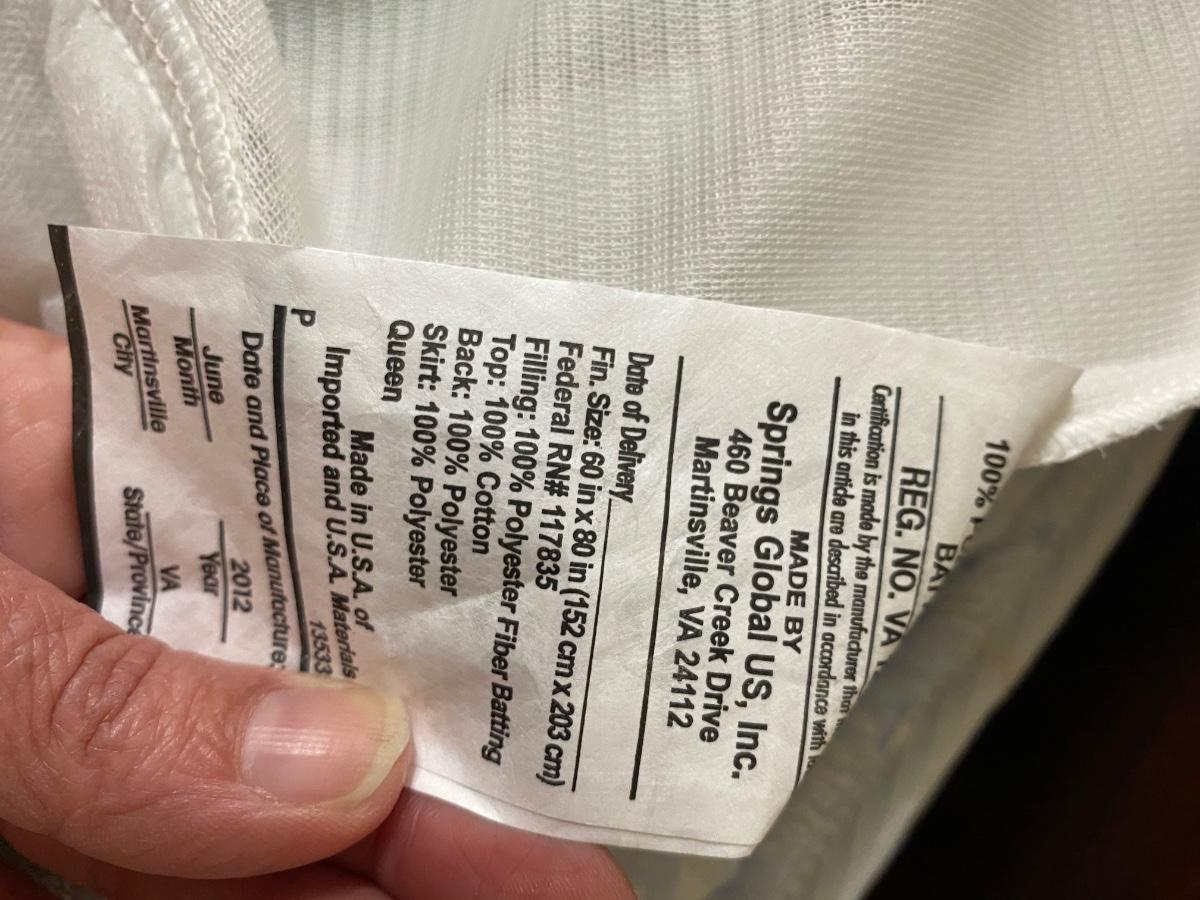 100%
REG. NO. VA
Certification is made by the manufacturer that
in this article are described in accordance with
MADE BY
Springs Global US, Inc.
460 Beaver Creek Drive
Martinsville, VA 24112
Date of Delivery
Fin. Size: 60 in x 80 in (152 cm x 203 cm)
Federal RN# 117835
Filling: 100% Polyester Fiber Batting
Top: 100% Cotton
Back: 100% Polyester
Skirt: 100% Polyester
Queen
Made in U.S.A. of
Imported and U.S.A. Materials
P 13533
Date and Place of Manufacture:
June 2012
Month Year
Martinsville VA
City State/Province